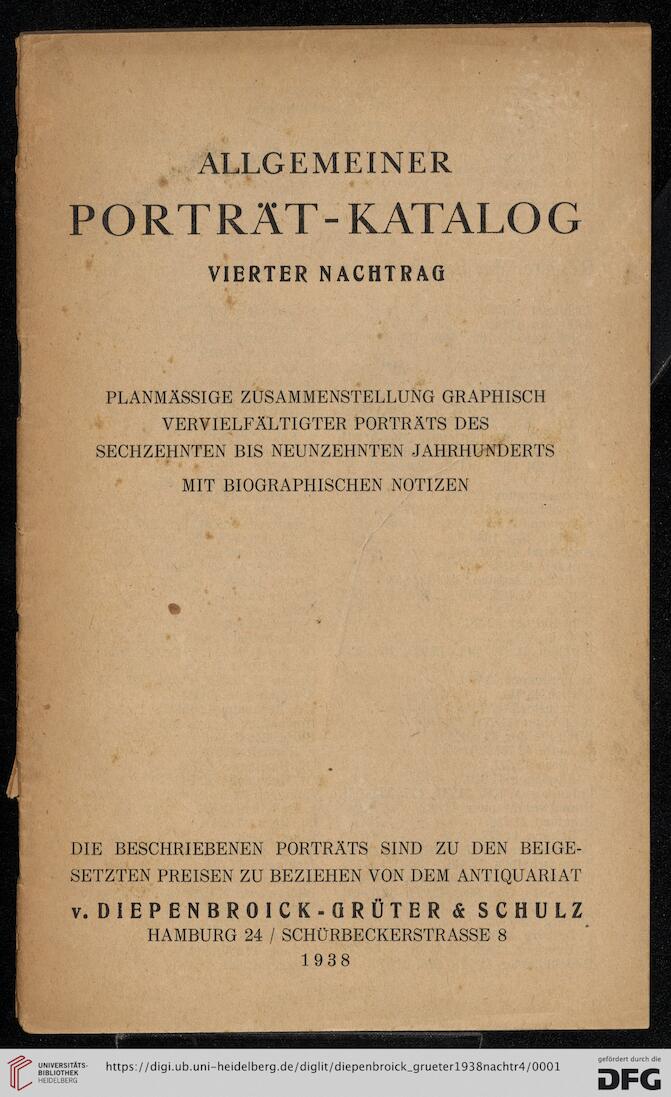 ALLGEMEINER
PORTRÄT-KATALOG
VIERTER NACHTRAG
PLANMÄSSIGE ZUSAMMENSTELLUNG GRAPHISCH
VERVIELFÄLTIGTER PORTRÄTS DES
SECHZEHNTEN BIS NEUNZEHNTEN JAHRHUNDERTS
MIT BIOGRAPHISCHEN NOTIZEN
DIE BESCHRIEBENEN PORTRÄTS SIND ZU DEN BEIGE-
SETZTEN PREISEN ZU BEZIEHEN VON DEM ANTIQUARIAT
v. DIEPENBROICK-GRÜTER & SCHULZ
HAMBURG 24 / SCHÜRBECKERSTRASSE 8
1938
UNIVERSITÄTS-
BIBLIOTHEK
HEIDELBERG
https://digi.ub.uni-heidelberg.de/diglit/diepenbroick_grueter1938nachtr4/0001
gefördert durch die
DFG